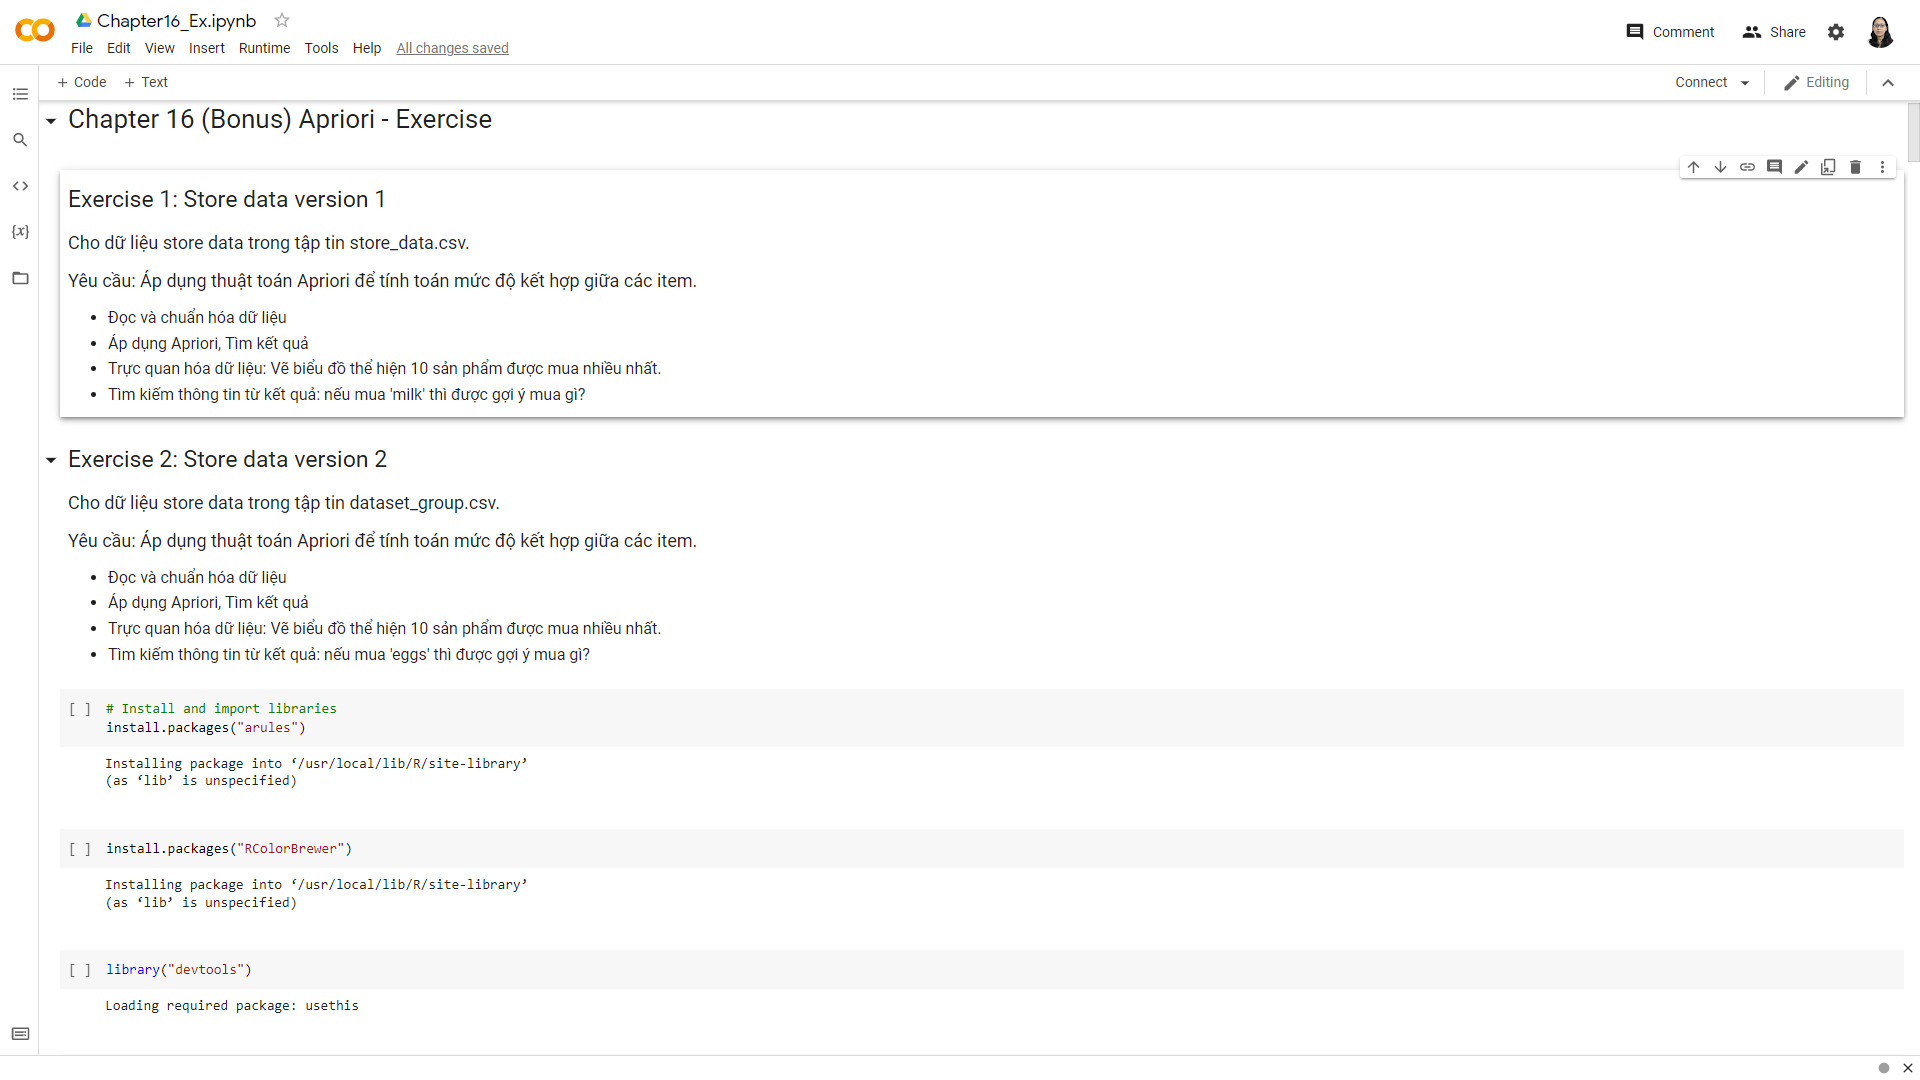 Chapter16_Ex.ipynb
File Edit View Insert Runtime Tools Help All changes saved
Comment Share
+ Code + Text
Connect Editing
Chapter 16 (Bonus) Apriori - Exercise
Exercise 1: Store data version 1
Cho dữ liệu store data trong tập tin store_data.csv.
Yêu cầu: Áp dụng thuật toán Apriori để tính toán mức độ kết hợp giữa các item.
• Đọc và chuẩn hóa dữ liệu
• Áp dụng Apriori, Tìm kết quả
• Trực quan hóa dữ liệu: Vẽ biểu đồ thể hiện 10 sản phẩm được mua nhiều nhất.
• Tìm kiếm thông tin từ kết quả: nếu mua 'milk' thì được gợi ý mua gì?
Exercise 2: Store data version 2
Cho dữ liệu store data trong tập tin dataset_group.csv.
Yêu cầu: Áp dụng thuật toán Apriori để tính toán mức độ kết hợp giữa các item.
• Đọc và chuẩn hóa dữ liệu
• Áp dụng Apriori, Tìm kết quả
• Trực quan hóa dữ liệu: Vẽ biểu đồ thể hiện 10 sản phẩm được mua nhiều nhất.
• Tìm kiếm thông tin từ kết quả: nếu mua 'eggs' thì được gợi ý mua gì?
[ ] # Install and import libraries
install.packages("arules")
Installing package into ‘/usr/local/lib/R/site-library’
(as ‘lib’ is unspecified)
[ ] install.packages("RColorBrewer")
Installing package into ‘/usr/local/lib/R/site-library’
(as ‘lib’ is unspecified)
[ ] library("devtools")
Loading required package: usethis